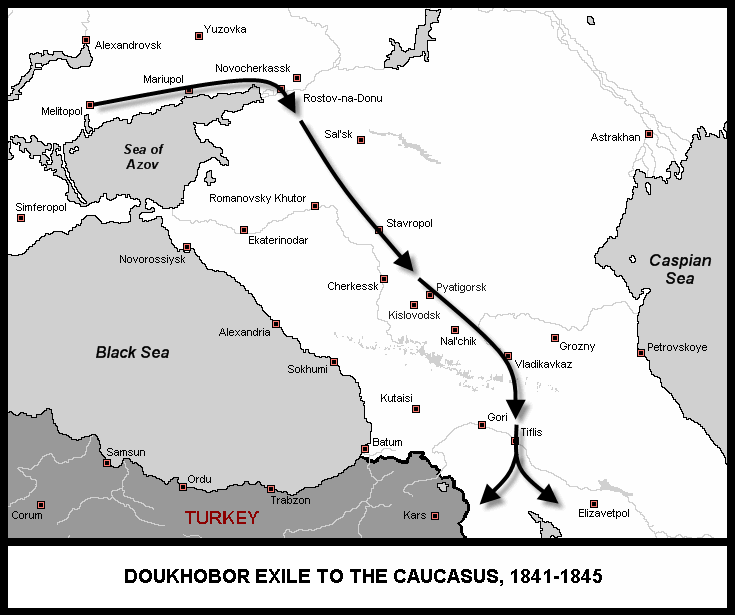 Yuzovka
Alexandrovsk
Novocherkassk
Mariupol
Rostov-na-Donu
Melitopol
Sal'sk
Astrakhan
Sea of
Azov
Romanovsky Khutor
Simferopol
Stavropol
Ekaterinodar
Novorossiysk
Caspian
Sea
Cherkessk
Pyatigorsk
Kislovodsk
Alexandria
Nal'chik
Grozny
Petrovskoye
Black Sea
Vladikavkaz
Sokhumi
Kutaisi
Gori
Tiflis
Batum
Samsun
Ordu
Trabzon
Corum
TURKEY
Kars
Elizavetpol
DOUKHOBOR EXILE TO THE CAUCASUS, 1841-1845